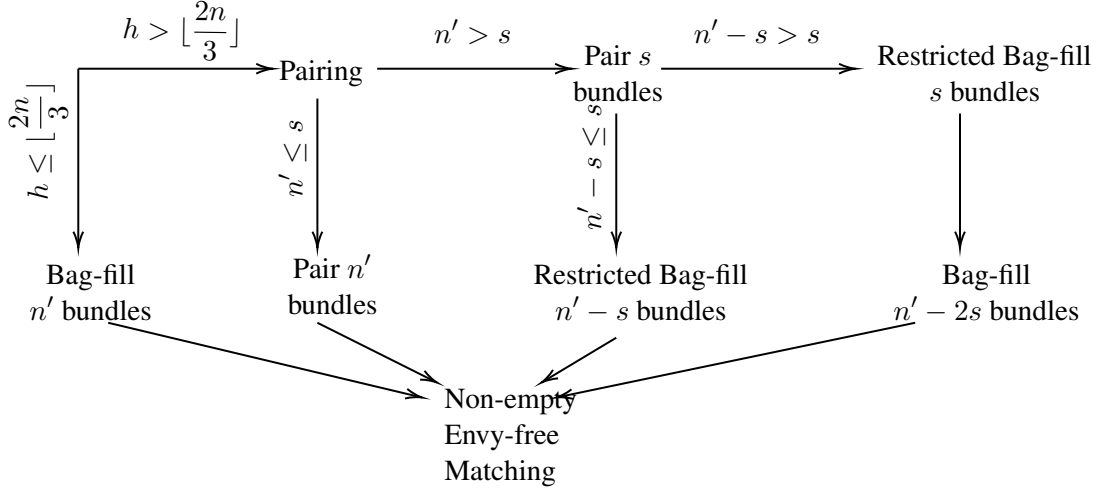 h > ⌊2n/3⌋
n′ > s
n′ − s > s
Pairing
Pair s
bundles
Restricted Bag-fill
s bundles
h ≤ ⌊2n/3⌋
n′ ≤ s
n′ − s ≤ s
Bag-fill
n′ bundles
Pair n′
bundles
Restricted Bag-fill
n′ − s bundles
Bag-fill
n′ − 2s bundles
Non-empty
Envy-free
Matching